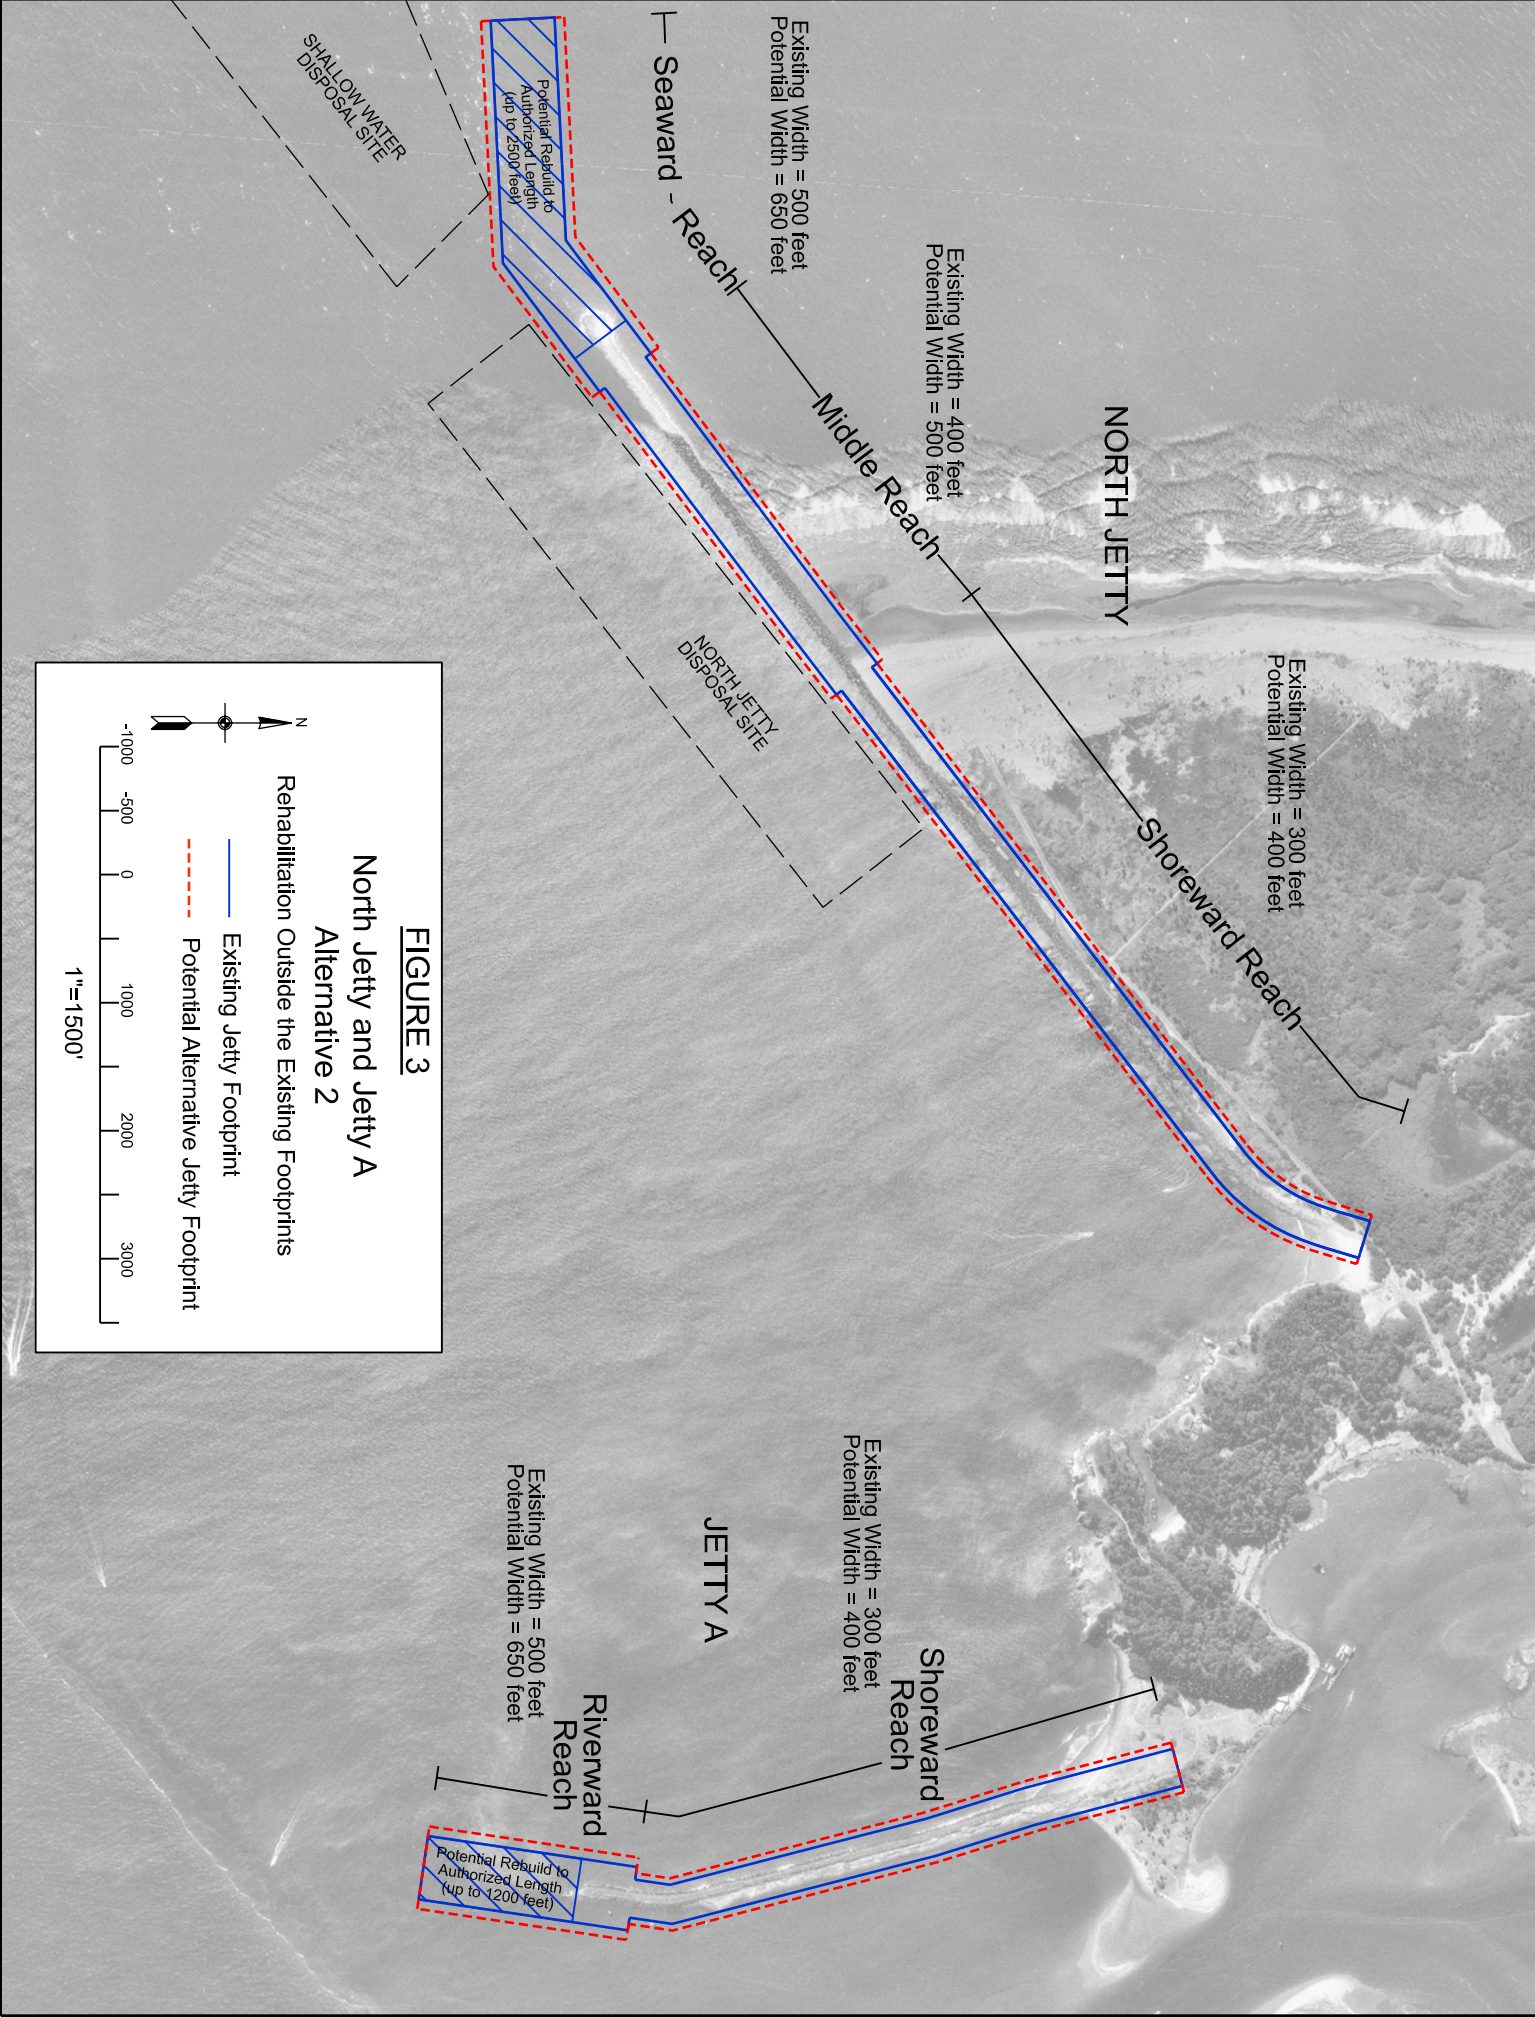 SHALLOW WATER
DISPOSAL SITE
Potential Rebuild to
Authorized Length
(up to 2500 feet)
Existing Width = 500 feet
Potential Width = 650 feet
Seaward - Reach
Existing Width = 400 feet
Potential Width = 500 feet
Middle Reach
NORTH JETTY
Existing Width = 300 feet
Potential Width = 400 feet
Shoreward Reach
NORTH JETTY
DISPOSAL SITE
Existing Width = 300 feet
Potential Width = 400 feet
Shoreward
Reach
JETTY A
Existing Width = 500 feet
Potential Width = 650 feet
Riverward
Reach
Potential Rebuild to
Authorized Length
(up to 1200 feet)
FIGURE 3
North Jetty and Jetty A
Alternative 2
Rehabilitation Outside the Existing Footprints
N
Existing Jetty Footprint
Potential Alternative Jetty Footprint
-1000 -500 0 1000 2000 3000
1"=1500'